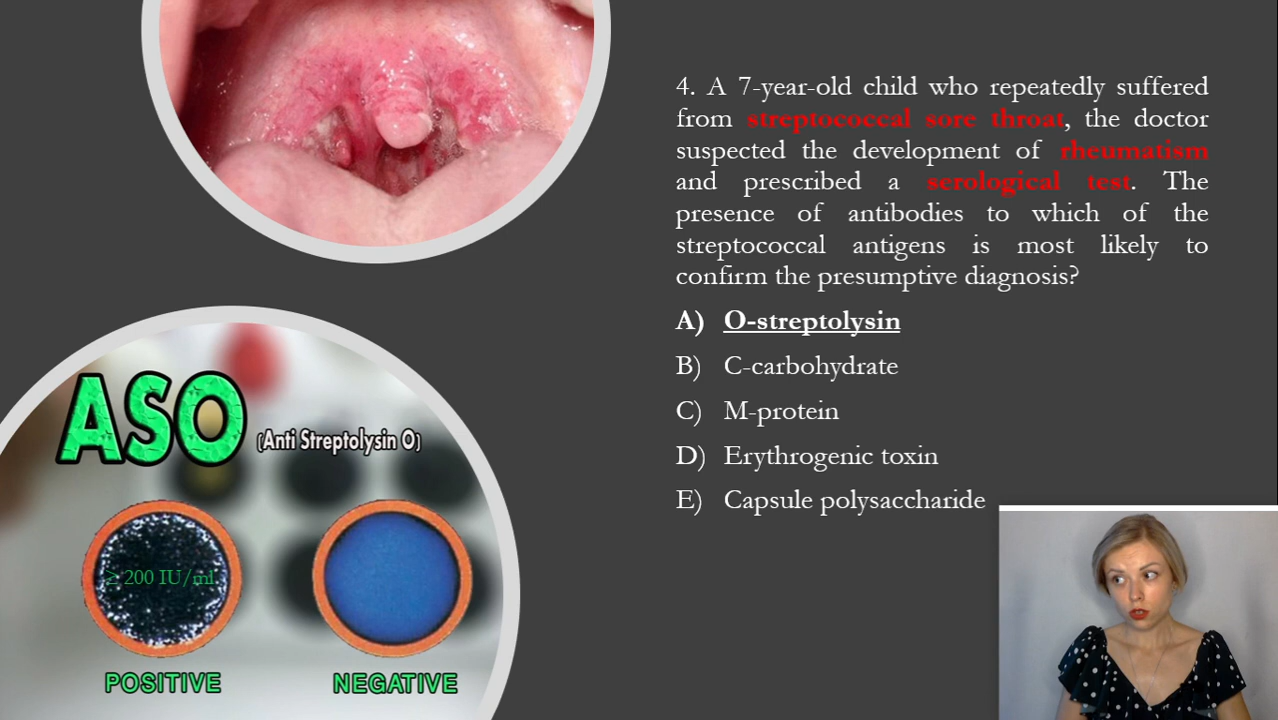 4. A 7-year-old child who repeatedly suffered
from streptococcal sore throat, the doctor
suspected the development of rheumatism
and prescribed a serological test. The
presence of antibodies to which of the
streptococcal antigens is most likely to
confirm the presumptive diagnosis?
A) O-streptolysin
B) C-carbohydrate
C) M-protein
D) Erythrogenic toxin
E) Capsule polysaccharide
ASO (Anti Streptolysin O)
≥ 200 IU/ml
POSITIVE NEGATIVE